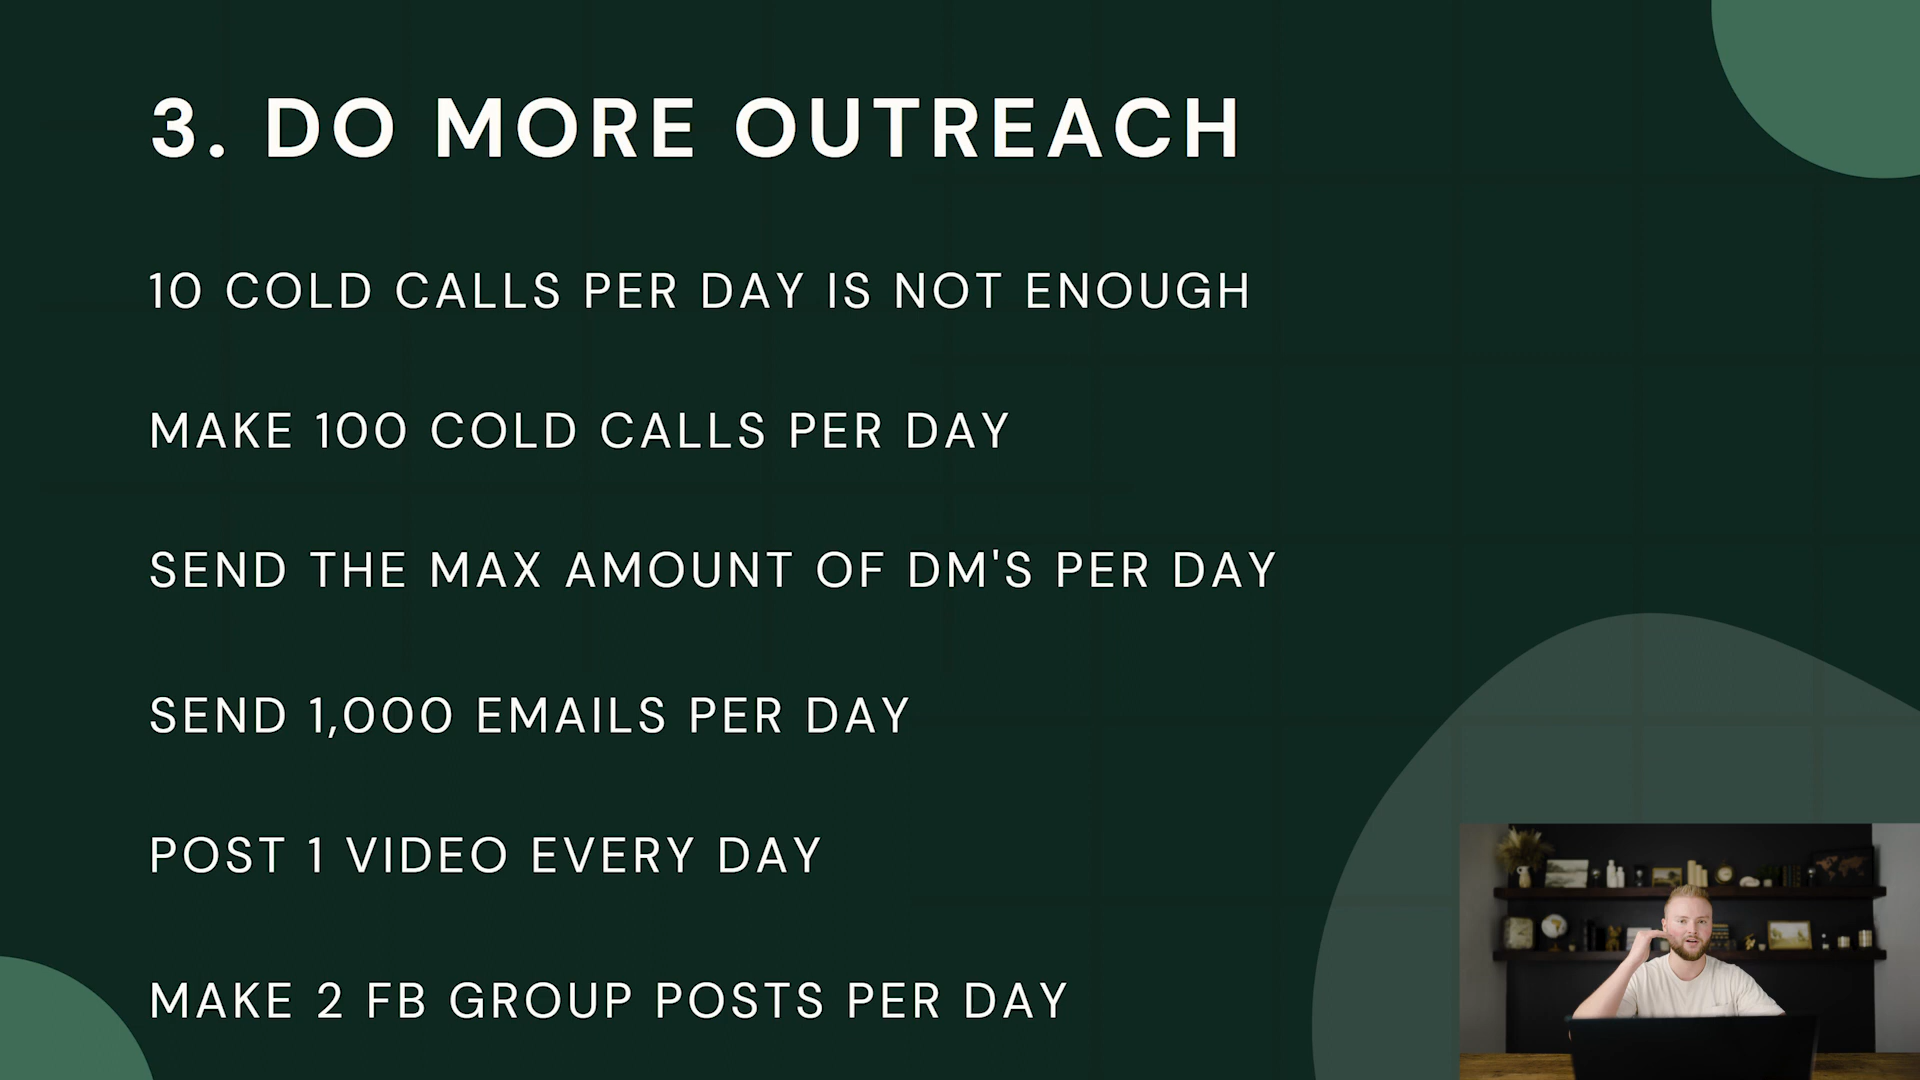 3. DO MORE OUTREACH
10 COLD CALLS PER DAY IS NOT ENOUGH
MAKE 100 COLD CALLS PER DAY
SEND THE MAX AMOUNT OF DM'S PER DAY
SEND 1,000 EMAILS PER DAY
POST 1 VIDEO EVERY DAY
MAKE 2 FB GROUP POSTS PER DAY